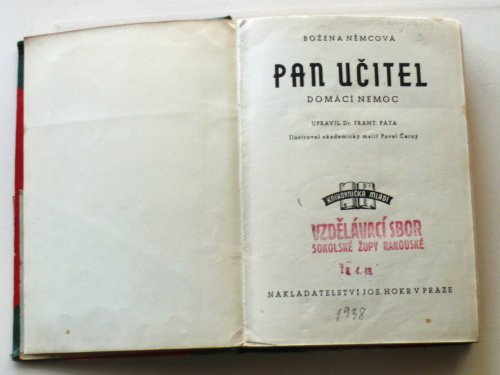 BOŽENA NĚMCOVÁ
PAN UČITEL
DOMÁCÍ NEMOC
UPRAVIL Dr. FRANT. PÁTA
Ilustroval akademický malíř Pavel Černý
KNIHOVNIČKA MLÁDÍ
VZDĚLÁVACÍ SBOR
SOKOLSKÉ ŽUPY RAKOUSKÉ
NAKLADATELSTVÍ JOS. HOKR V PRAZE
1938